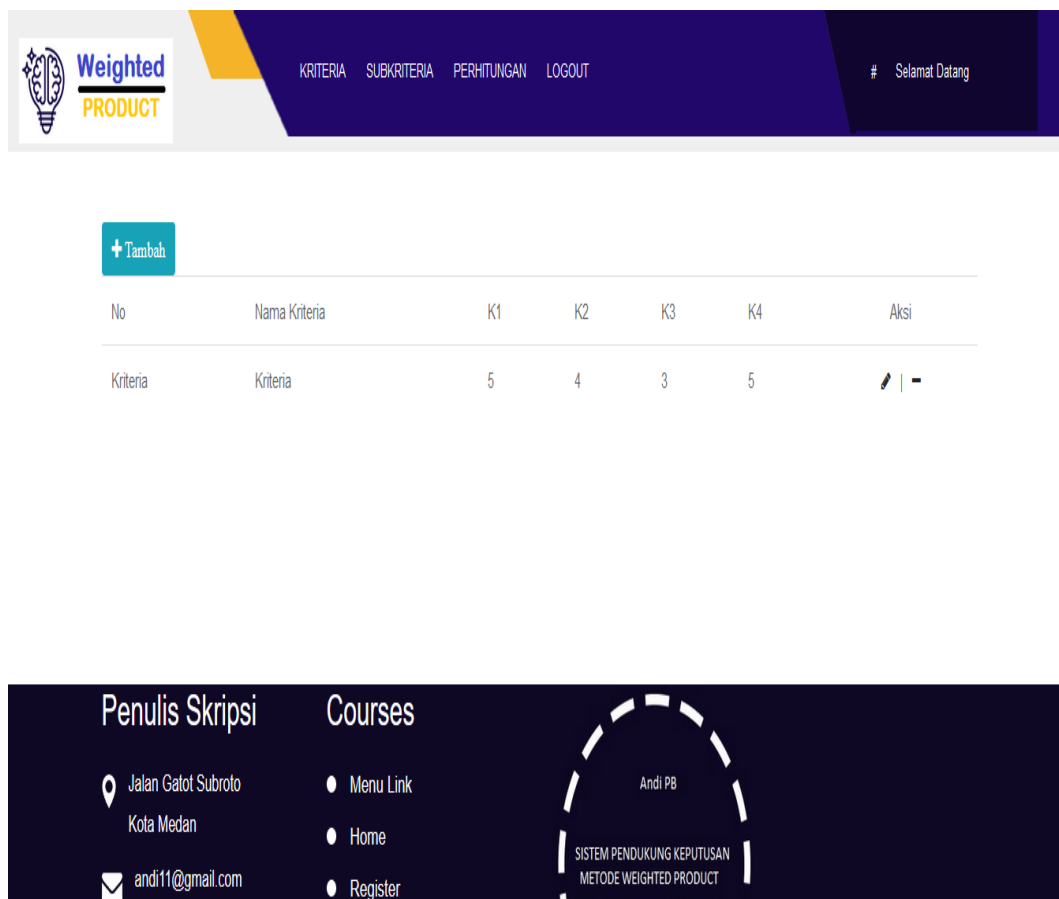 Weighted
PRODUCT
KRITERIA SUBKRITERIA PERHITUNGAN LOGOUT
# Selamat Datang
Tambah
No Nama Kriteria K1 K2 K3 K4 Aksi
Kriteria Kriteria 5 4 3 5 |
Penulis Skripsi
Jalan Gatot Subroto
Kota Medan
andi11@gmail.com
Courses
Menu Link
Home
Register
Andi PB
SISTEM PENDUKUNG KEPUTUSAN
METODE WEIGHTED PRODUCT